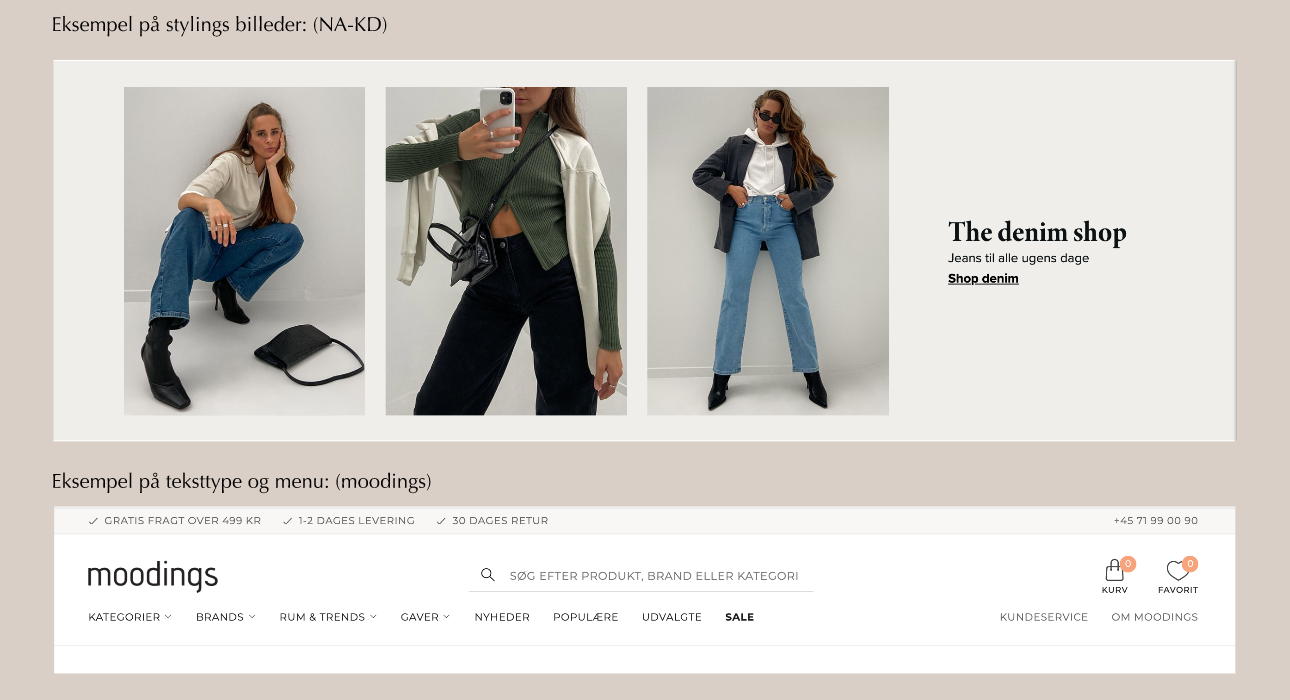 Eksempel på stylings billeder: (NA-KD)
The denim shop
Jeans til alle ugens dage
Shop denim
Eksempel på teksttype og menu: (moodings)
GRATIS FRAGT OVER 499 KR 1-2 DAGES LEVERING 30 DAGES RETUR +45 71 99 00 90
moodings SØG EFTER PRODUKT, BRAND ELLER KATEGORI 0 0
KURV FAVORIT
KATEGORIER BRANDS RUM & TRENDS GAVER NYHEDER POPULÆRE UDVALGTE SALE KUNDESERVICE OM MOODINGS